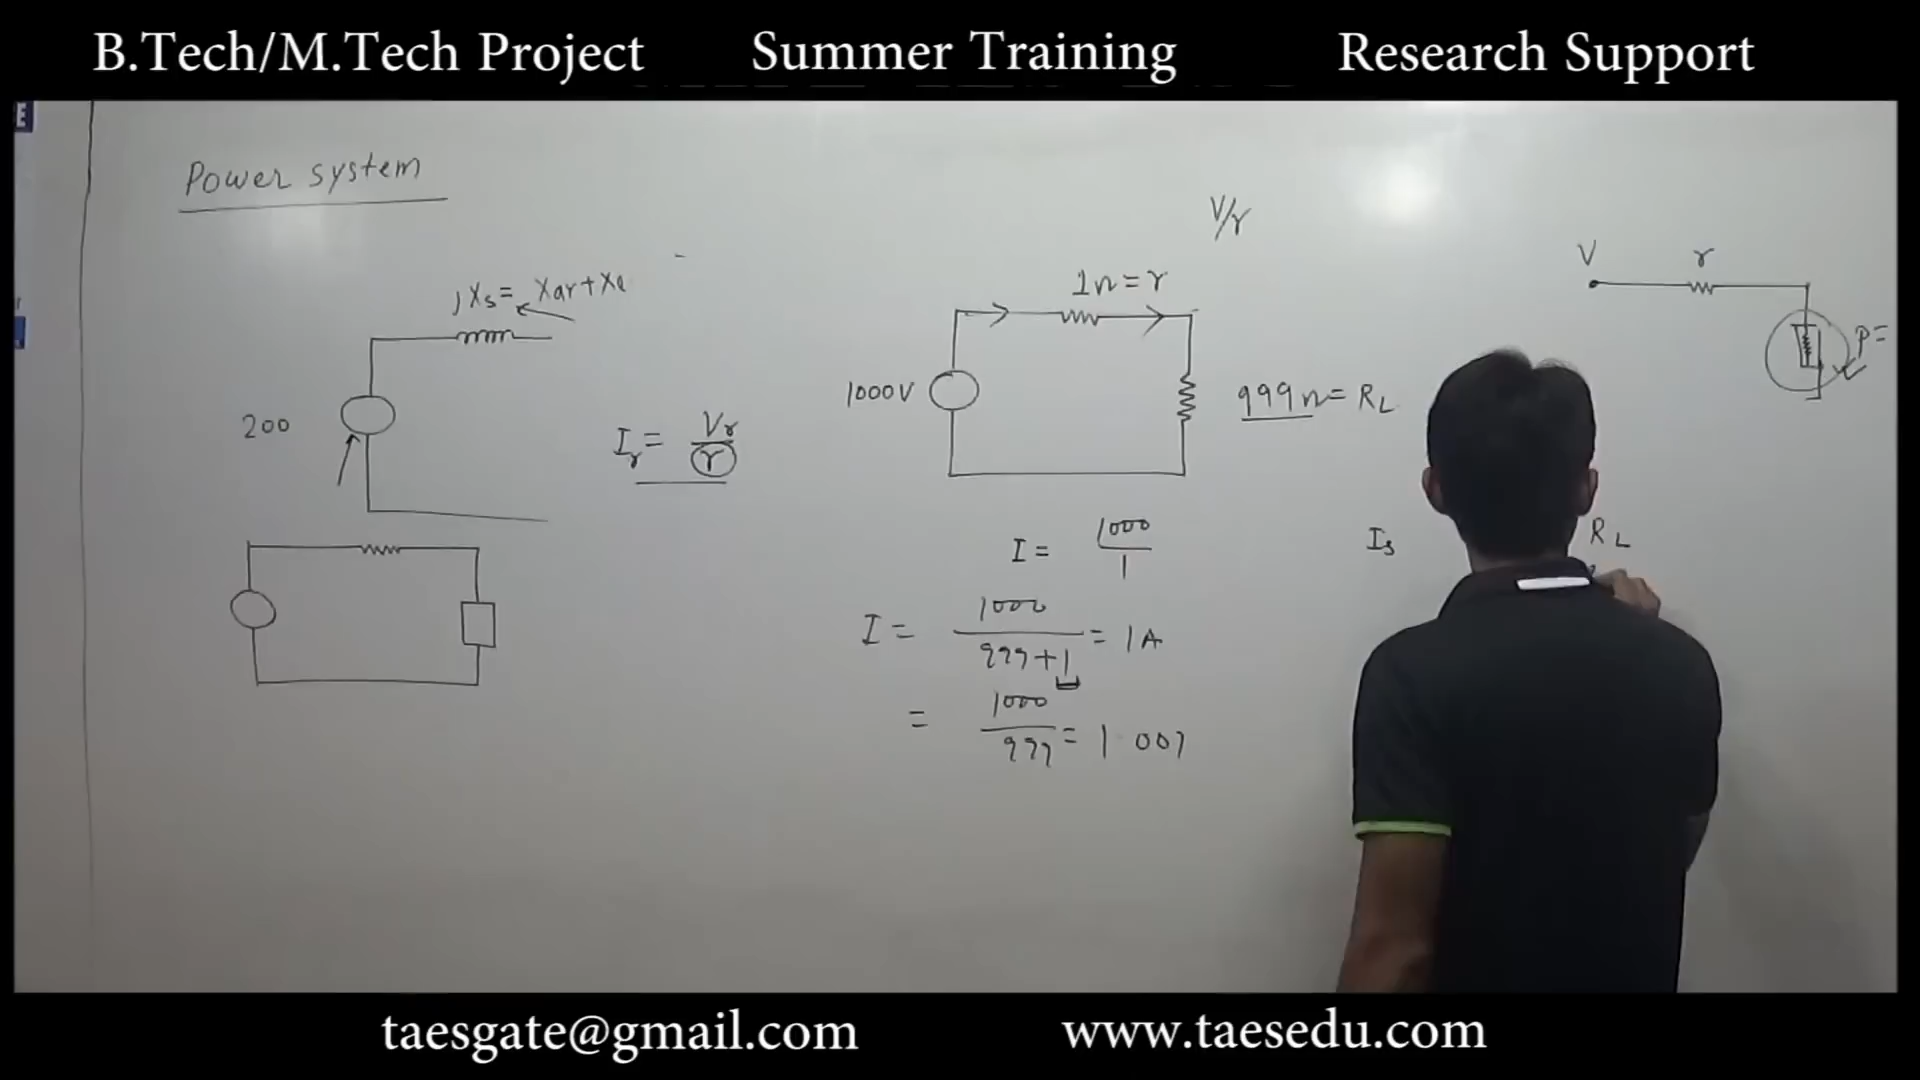 B.Tech/M.Tech Project Summer Training Research Support
E
Power system
V/r
V r
jXs = Xar + Xl
1Ω = r
P =
1000V
999Ω = RL
200
Ir = Vr / r
I = 1000 / 1
Is
RL
I = 1000 / 999+1 = 1A
= 1000 / 999 = 1.001
taesgate@gmail.com www.taesedu.com